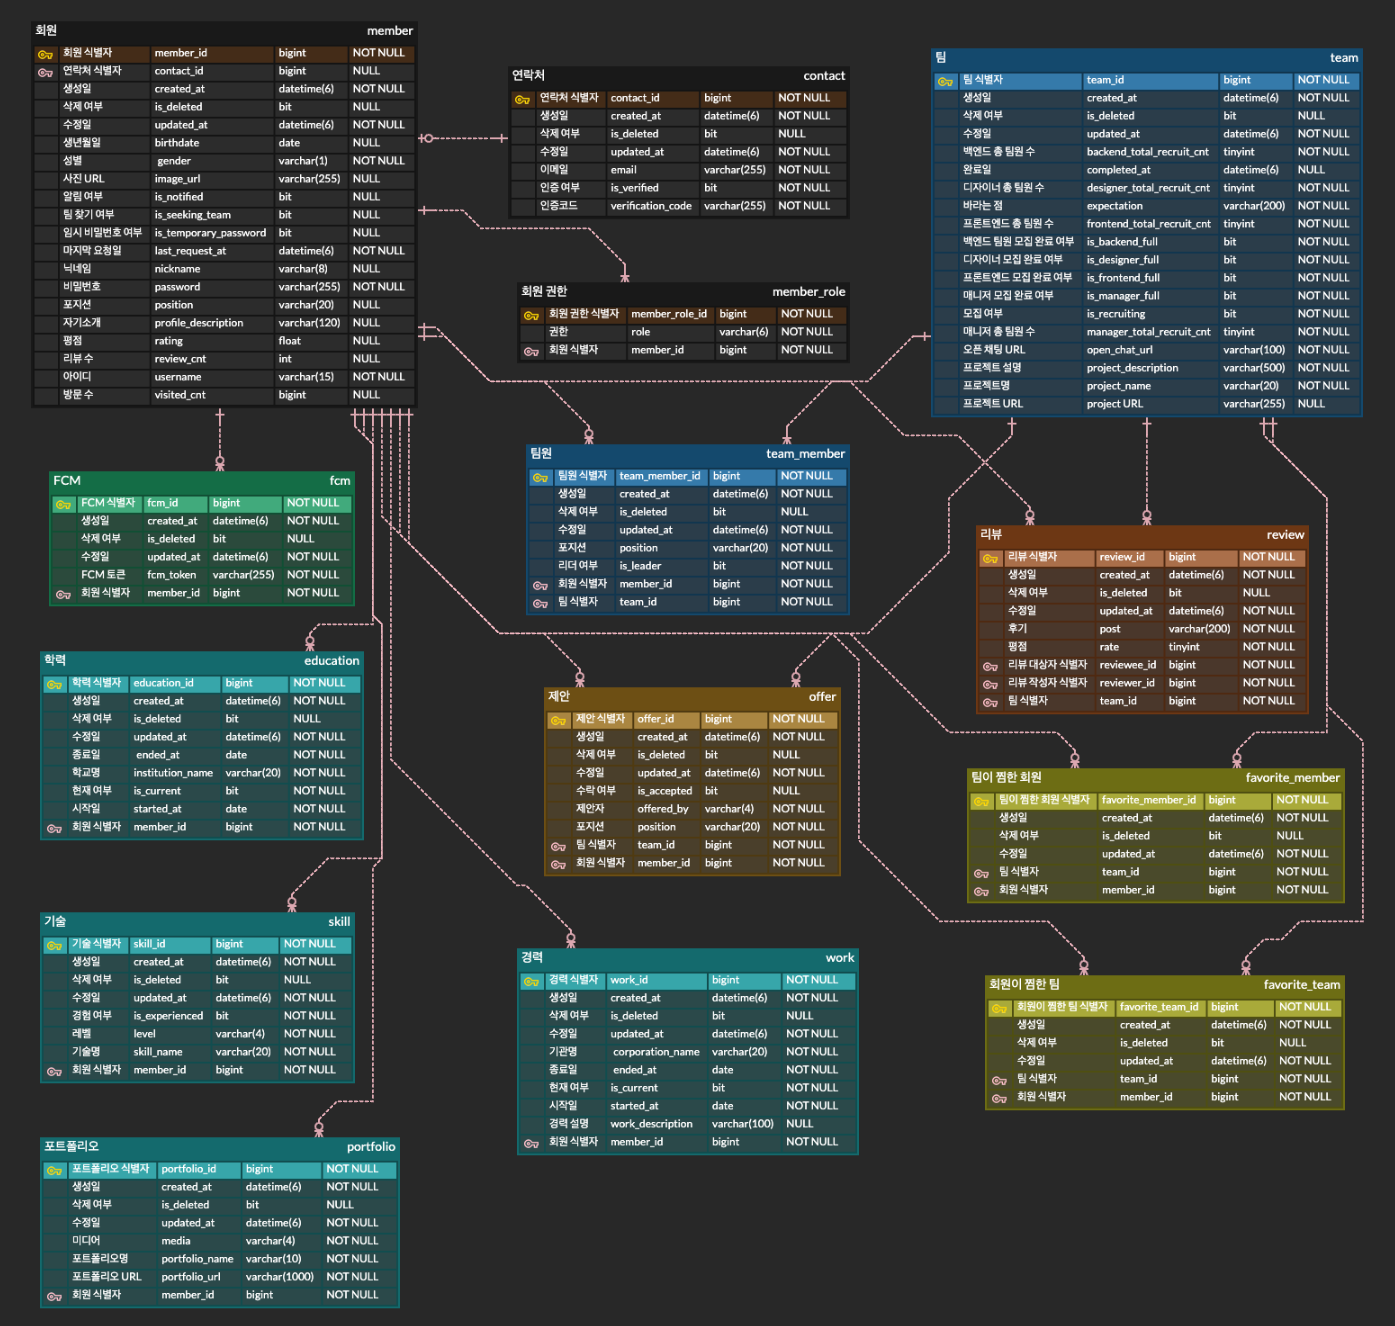 회원 member
회원 식별자 member_id bigint NOT NULL
연락처 식별자 contact_id bigint NULL
생성일 created_at datetime(6) NOT NULL
삭제 여부 is_deleted bit NULL
수정일 updated_at datetime(6) NOT NULL
생년월일 birthdate date NULL
성별 gender varchar(1) NOT NULL
사진 URL image_url varchar(255) NULL
알림 여부 is_notified bit NULL
팀 찾기 여부 is_seeking_team bit NULL
임시 비밀번호 여부 is_temporary_password bit NULL
마지막 요청일 last_request_at datetime(6) NOT NULL
닉네임 nickname varchar(8) NULL
비밀번호 password varchar(255) NOT NULL
포지션 position varchar(20) NULL
자기소개 profile_description varchar(120) NULL
평점 rating float NULL
리뷰 수 review_cnt int NULL
아이디 username varchar(15) NOT NULL
방문 수 visited_cnt bigint NULL
연락처 contact
연락처 식별자 contact_id bigint NOT NULL
생성일 created_at datetime(6) NOT NULL
삭제 여부 is_deleted bit NULL
수정일 updated_at datetime(6) NOT NULL
이메일 email varchar(255) NOT NULL
인증 여부 is_verified bit NOT NULL
인증코드 verification_code varchar(255) NOT NULL
회원 권한 member_role
회원 권한 식별자 member_role_id bigint NOT NULL
권한 role varchar(6) NOT NULL
회원 식별자 member_id bigint NOT NULL
팀 team
팀 식별자 team_id bigint NOT NULL
생성일 created_at datetime(6) NOT NULL
삭제 여부 is_deleted bit NULL
수정일 updated_at datetime(6) NOT NULL
백엔드 총 팀원 수 backend_total_recruit_cnt tinyint NOT NULL
완료일 completed_at datetime(6) NULL
디자이너 총 팀원 수 designer_total_recruit_cnt tinyint NOT NULL
바라는 점 expectation varchar(200) NOT NULL
프론트엔드 총 팀원 수 frontend_total_recruit_cnt tinyint NOT NULL
백엔드 팀원 모집 완료 여부 is_backend_full bit NOT NULL
디자이너 모집 완료 여부 is_designer_full bit NOT NULL
프론트엔드 모집 완료 여부 is_frontend_full bit NOT NULL
매니저 모집 완료 여부 is_manager_full bit NOT NULL
모집 여부 is_recruiting bit NOT NULL
매니저 총 팀원 수 manager_total_recruit_cnt tinyint NOT NULL
오픈 채팅 URL open_chat_url varchar(100) NOT NULL
프로젝트 설명 project_description varchar(500) NOT NULL
프로젝트명 project_name varchar(20) NOT NULL
프로젝트 URL project URL varchar(255) NULL
FCM fcm
FCM 식별자 fcm_id bigint NOT NULL
생성일 created_at datetime(6) NOT NULL
삭제 여부 is_deleted bit NULL
수정일 updated_at datetime(6) NOT NULL
FCM 토큰 fcm_token varchar(255) NOT NULL
회원 식별자 member_id bigint NOT NULL
팀원 team_member
팀원 식별자 team_member_id bigint NOT NULL
생성일 created_at datetime(6) NOT NULL
삭제 여부 is_deleted bit NULL
수정일 updated_at datetime(6) NOT NULL
포지션 position varchar(20) NOT NULL
리더 여부 is_leader bit NOT NULL
회원 식별자 member_id bigint NOT NULL
팀 식별자 team_id bigint NOT NULL
리뷰 review
리뷰 식별자 review_id bigint NOT NULL
생성일 created_at datetime(6) NOT NULL
삭제 여부 is_deleted bit NULL
수정일 updated_at datetime(6) NOT NULL
후기 post varchar(200) NOT NULL
평점 rate tinyint NOT NULL
리뷰 대상자 식별자 reviewee_id bigint NOT NULL
리뷰 작성자 식별자 reviewer_id bigint NOT NULL
팀 식별자 team_id bigint NOT NULL
학력 education
학력 식별자 education_id bigint NOT NULL
생성일 created_at datetime(6) NOT NULL
삭제 여부 is_deleted bit NULL
수정일 updated_at datetime(6) NOT NULL
종료일 ended_at date NOT NULL
학교명 institution_name varchar(20) NOT NULL
현재 여부 is_current bit NOT NULL
시작일 started_at date NOT NULL
회원 식별자 member_id bigint NOT NULL
제안 offer
제안 식별자 offer_id bigint NOT NULL
생성일 created_at datetime(6) NOT NULL
삭제 여부 is_deleted bit NULL
수정일 updated_at datetime(6) NOT NULL
수락 여부 is_accepted bit NULL
제안자 offered_by varchar(4) NOT NULL
포지션 position varchar(20) NOT NULL
팀 식별자 team_id bigint NOT NULL
회원 식별자 member_id bigint NOT NULL
팀이 찜한 회원 favorite_member
팀이 찜한 회원 식별자 favorite_member_id bigint NOT NULL
생성일 created_at datetime(6) NOT NULL
삭제 여부 is_deleted bit NULL
수정일 updated_at datetime(6) NOT NULL
팀 식별자 team_id bigint NOT NULL
회원 식별자 member_id bigint NOT NULL
기술 skill
기술 식별자 skill_id bigint NOT NULL
생성일 created_at datetime(6) NOT NULL
삭제 여부 is_deleted bit NULL
수정일 updated_at datetime(6) NOT NULL
경험 여부 is_experienced bit NOT NULL
레벨 level varchar(4) NOT NULL
기술명 skill_name varchar(20) NOT NULL
회원 식별자 member_id bigint NOT NULL
경력 work
경력 식별자 work_id bigint NOT NULL
생성일 created_at datetime(6) NOT NULL
삭제 여부 is_deleted bit NULL
수정일 updated_at datetime(6) NOT NULL
기관명 corporation_name varchar(20) NOT NULL
종료일 ended_at date NOT NULL
현재 여부 is_current bit NOT NULL
시작일 started_at date NOT NULL
경력 설명 work_description varchar(100) NULL
회원 식별자 member_id bigint NOT NULL
회원이 찜한 팀 favorite_team
회원이 찜한 팀 식별자 favorite_team_id bigint NOT NULL
생성일 created_at datetime(6) NOT NULL
삭제 여부 is_deleted bit NULL
수정일 updated_at datetime(6) NOT NULL
팀 식별자 team_id bigint NOT NULL
회원 식별자 member_id bigint NOT NULL
포트폴리오 portfolio
포트폴리오 식별자 portfolio_id bigint NOT NULL
생성일 created_at datetime(6) NOT NULL
삭제 여부 is_deleted bit NULL
수정일 updated_at datetime(6) NOT NULL
미디어 media varchar(4) NOT NULL
포트폴리오명 portfolio_name varchar(10) NOT NULL
포트폴리오 URL portfolio_url varchar(1000) NOT NULL
회원 식별자 member_id bigint NOT NULL